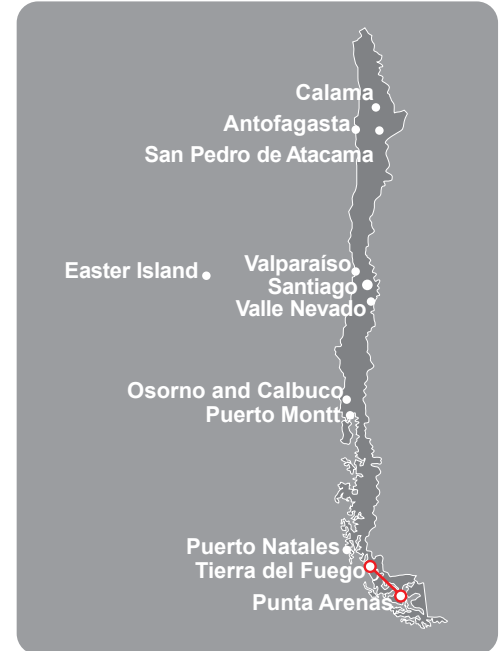 Calama
Antofagasta
San Pedro de Atacama
Easter Island
Valparaíso
Santiago
Valle Nevado
Osorno and Calbuco
Puerto Montt
Puerto Natales
Tierra del Fuego
Punta Arenas